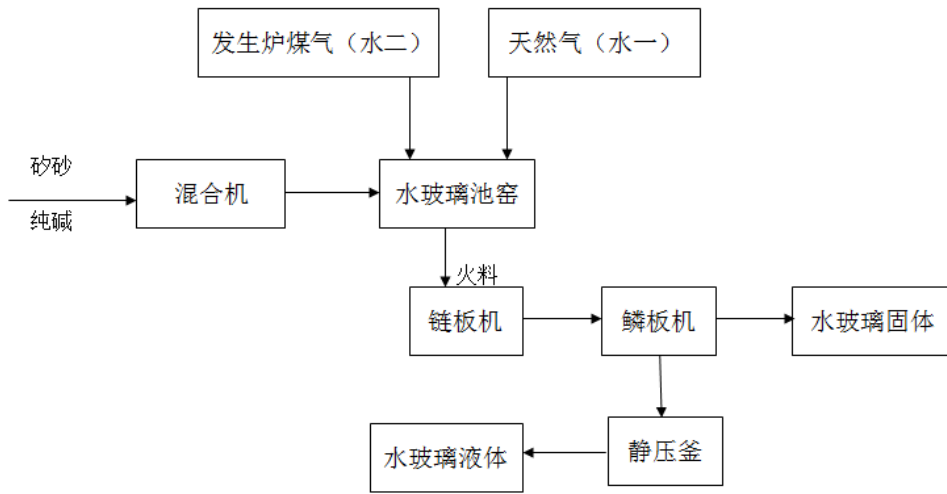 发生炉煤气（水二）
天然气（水一）
矽砂
纯碱
混合机
水玻璃池窑
火料
链板机
鳞板机
水玻璃固体
水玻璃液体
静压釜